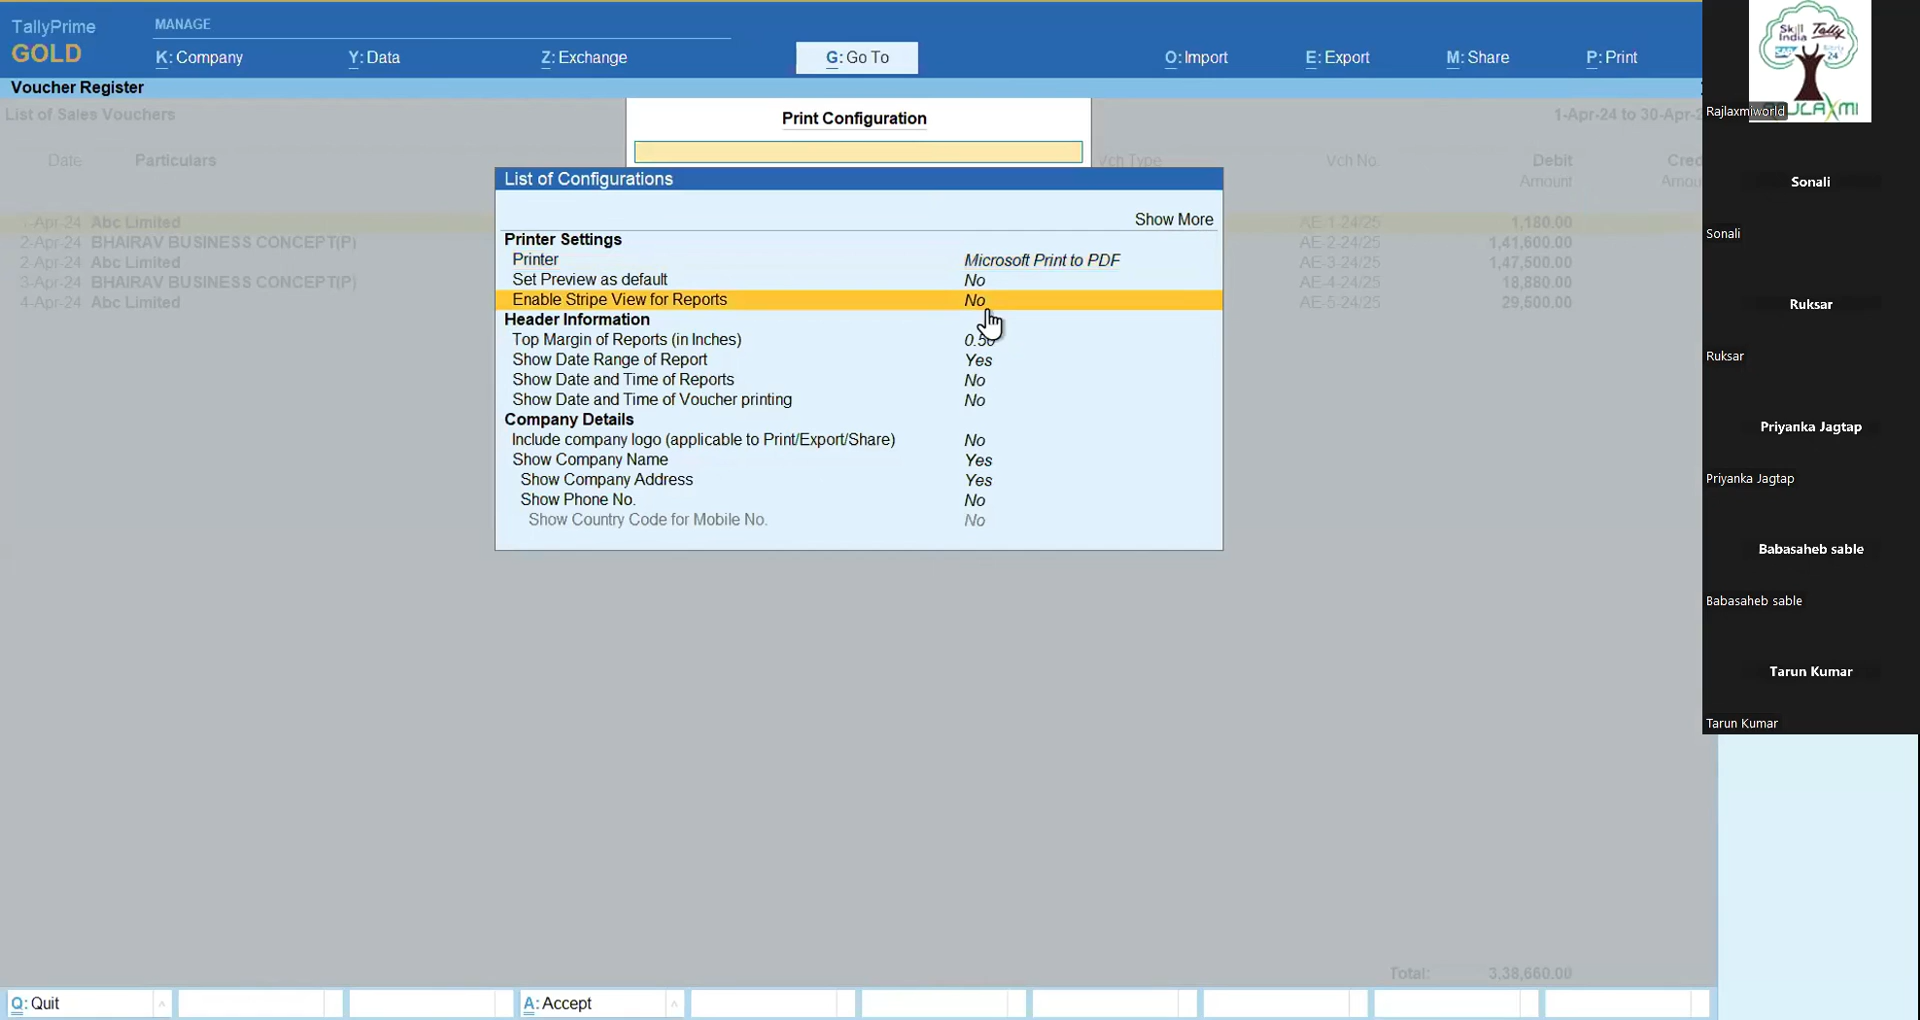 TallyPrime
GOLD
MANAGE
K: Company
Y: Data
Z: Exchange
G: Go To
O: Import
E: Export
M: Share
P: Print
Voucher Register
List of Sales Vouchers
1-Apr-24 to 30-Apr-2
Date
Particulars
Vch Type
Vch No.
Debit
Amount
Cred
Amou
1-Apr-24 Abc Limited AE-1-24/25 1,180.00
2-Apr-24 BHAIRAV BUSINESS CONCEPT(P) AE-2-24/25 1,41,600.00
2-Apr-24 Abc Limited AE-3-24/25 1,47,500.00
3-Apr-24 BHAIRAV BUSINESS CONCEPT(P) AE-4-24/25 18,880.00
4-Apr-24 Abc Limited AE-5-24/25 29,500.00
Print Configuration
List of Configurations
Show More
Printer Settings
Printer Microsoft Print to PDF
Set Preview as default No
Enable Stripe View for Reports No
Header Information
Top Margin of Reports (in Inches) 0.50
Show Date Range of Report Yes
Show Date and Time of Reports No
Show Date and Time of Voucher printing No
Company Details
Include company logo (applicable to Print/Export/Share) No
Show Company Name Yes
Show Company Address Yes
Show Phone No. No
Show Country Code for Mobile No. No
Total: 3,38,660.00
Q: Quit
A: Accept
Skill
India
Tally
24
Rajlaxmiworld
Sonali
Sonali
Ruksar
Ruksar
Priyanka Jagtap
Priyanka Jagtap
Babasaheb sable
Babasaheb sable
Tarun Kumar
Tarun Kumar